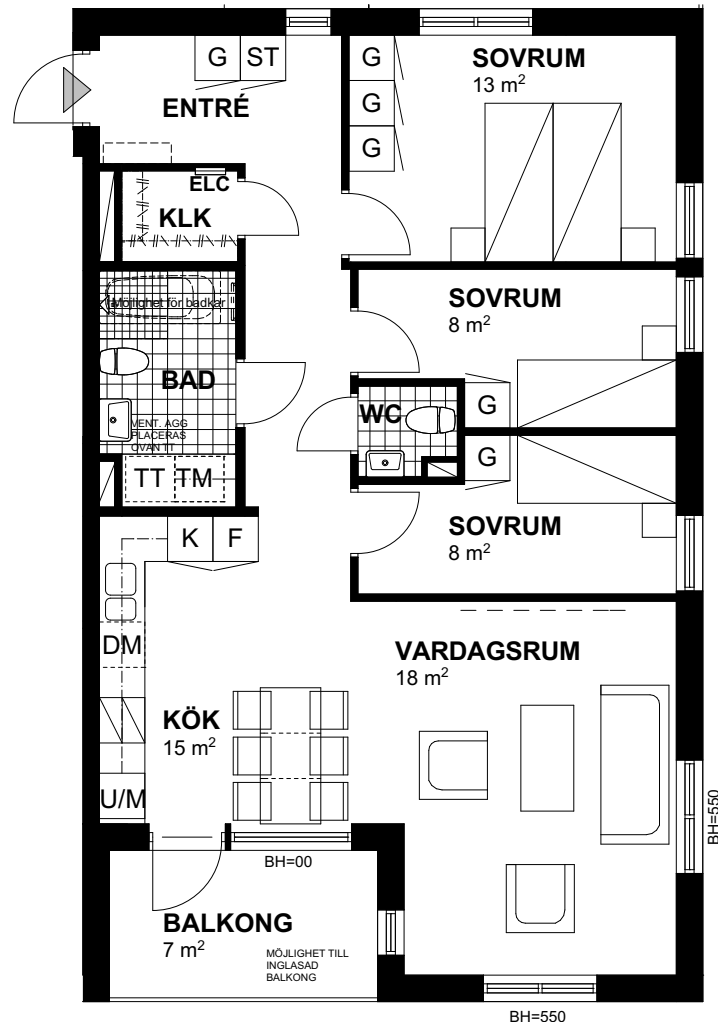 G
ST
ENTRÉ
G
G
G
SOVRUM
13 m²
ELC
KLK
Möjlighet för badkar
BAD
VENT. AGG
PLACERAS
OVAN TT
TT
TM
SOVRUM
8 m²
G
WC
G
SOVRUM
8 m²
K
F
DM
KÖK
15 m²
U/M
VARDAGSRUM
18 m²
BH=550
BH=00
BALKONG
7 m²
MÖJLIGHET TILL
INGLASAD
BALKONG
BH=550